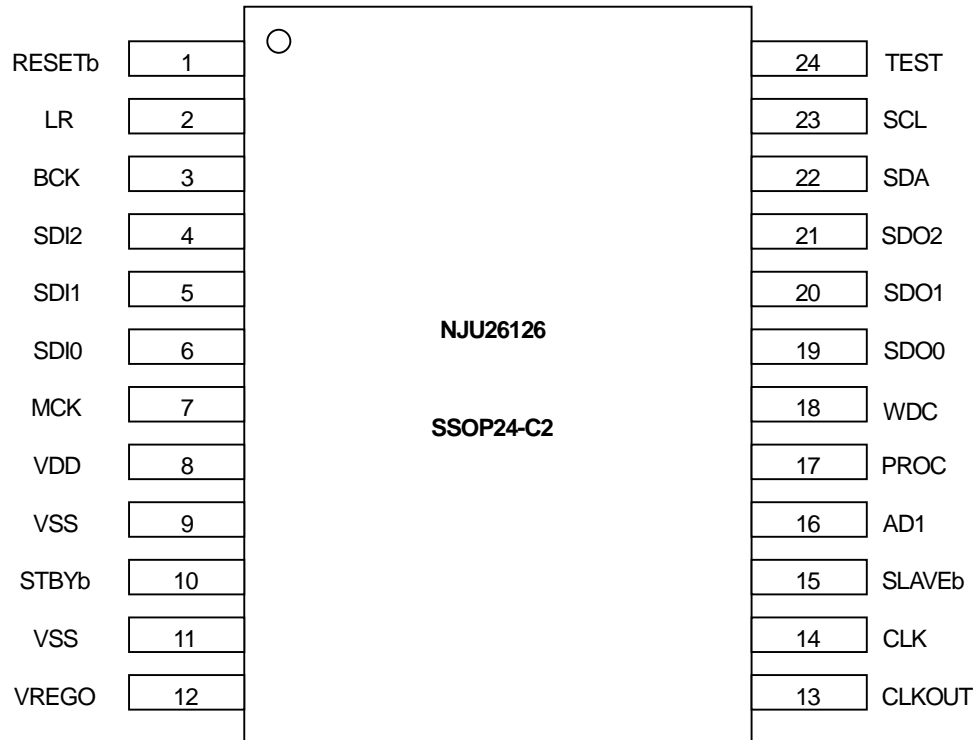 RESETb 1 24 TEST
LR 2 23 SCL
BCK 3 22 SDA
SDI2 4 21 SDO2
SDI1 5 20 SDO1
NJU26126
SDI0 6 19 SDO0
MCK 7 18 WDC
SSOP24-C2
VDD 8 17 PROC
VSS 9 16 AD1
STBYb 10 15 SLAVEb
VSS 11 14 CLK
VREGO 12 13 CLKOUT